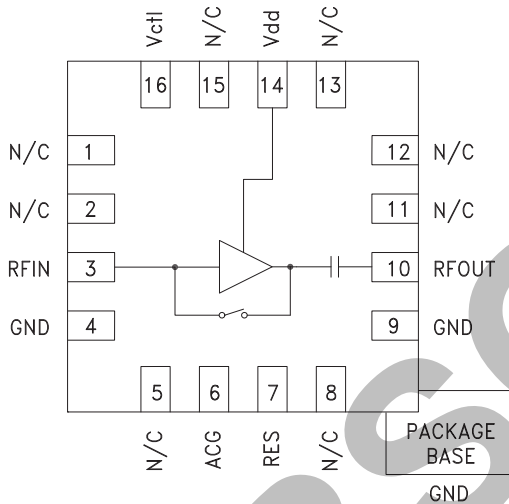 Vctl
N/C
Vdd
N/C
16
15
14
13
N/C 1
12 N/C
N/C 2
11 N/C
RFIN 3
10 RFOUT
GND 4
9 GND
5
6
7
8
N/C
ACG
RES
N/C
PACKAGE
BASE
GND